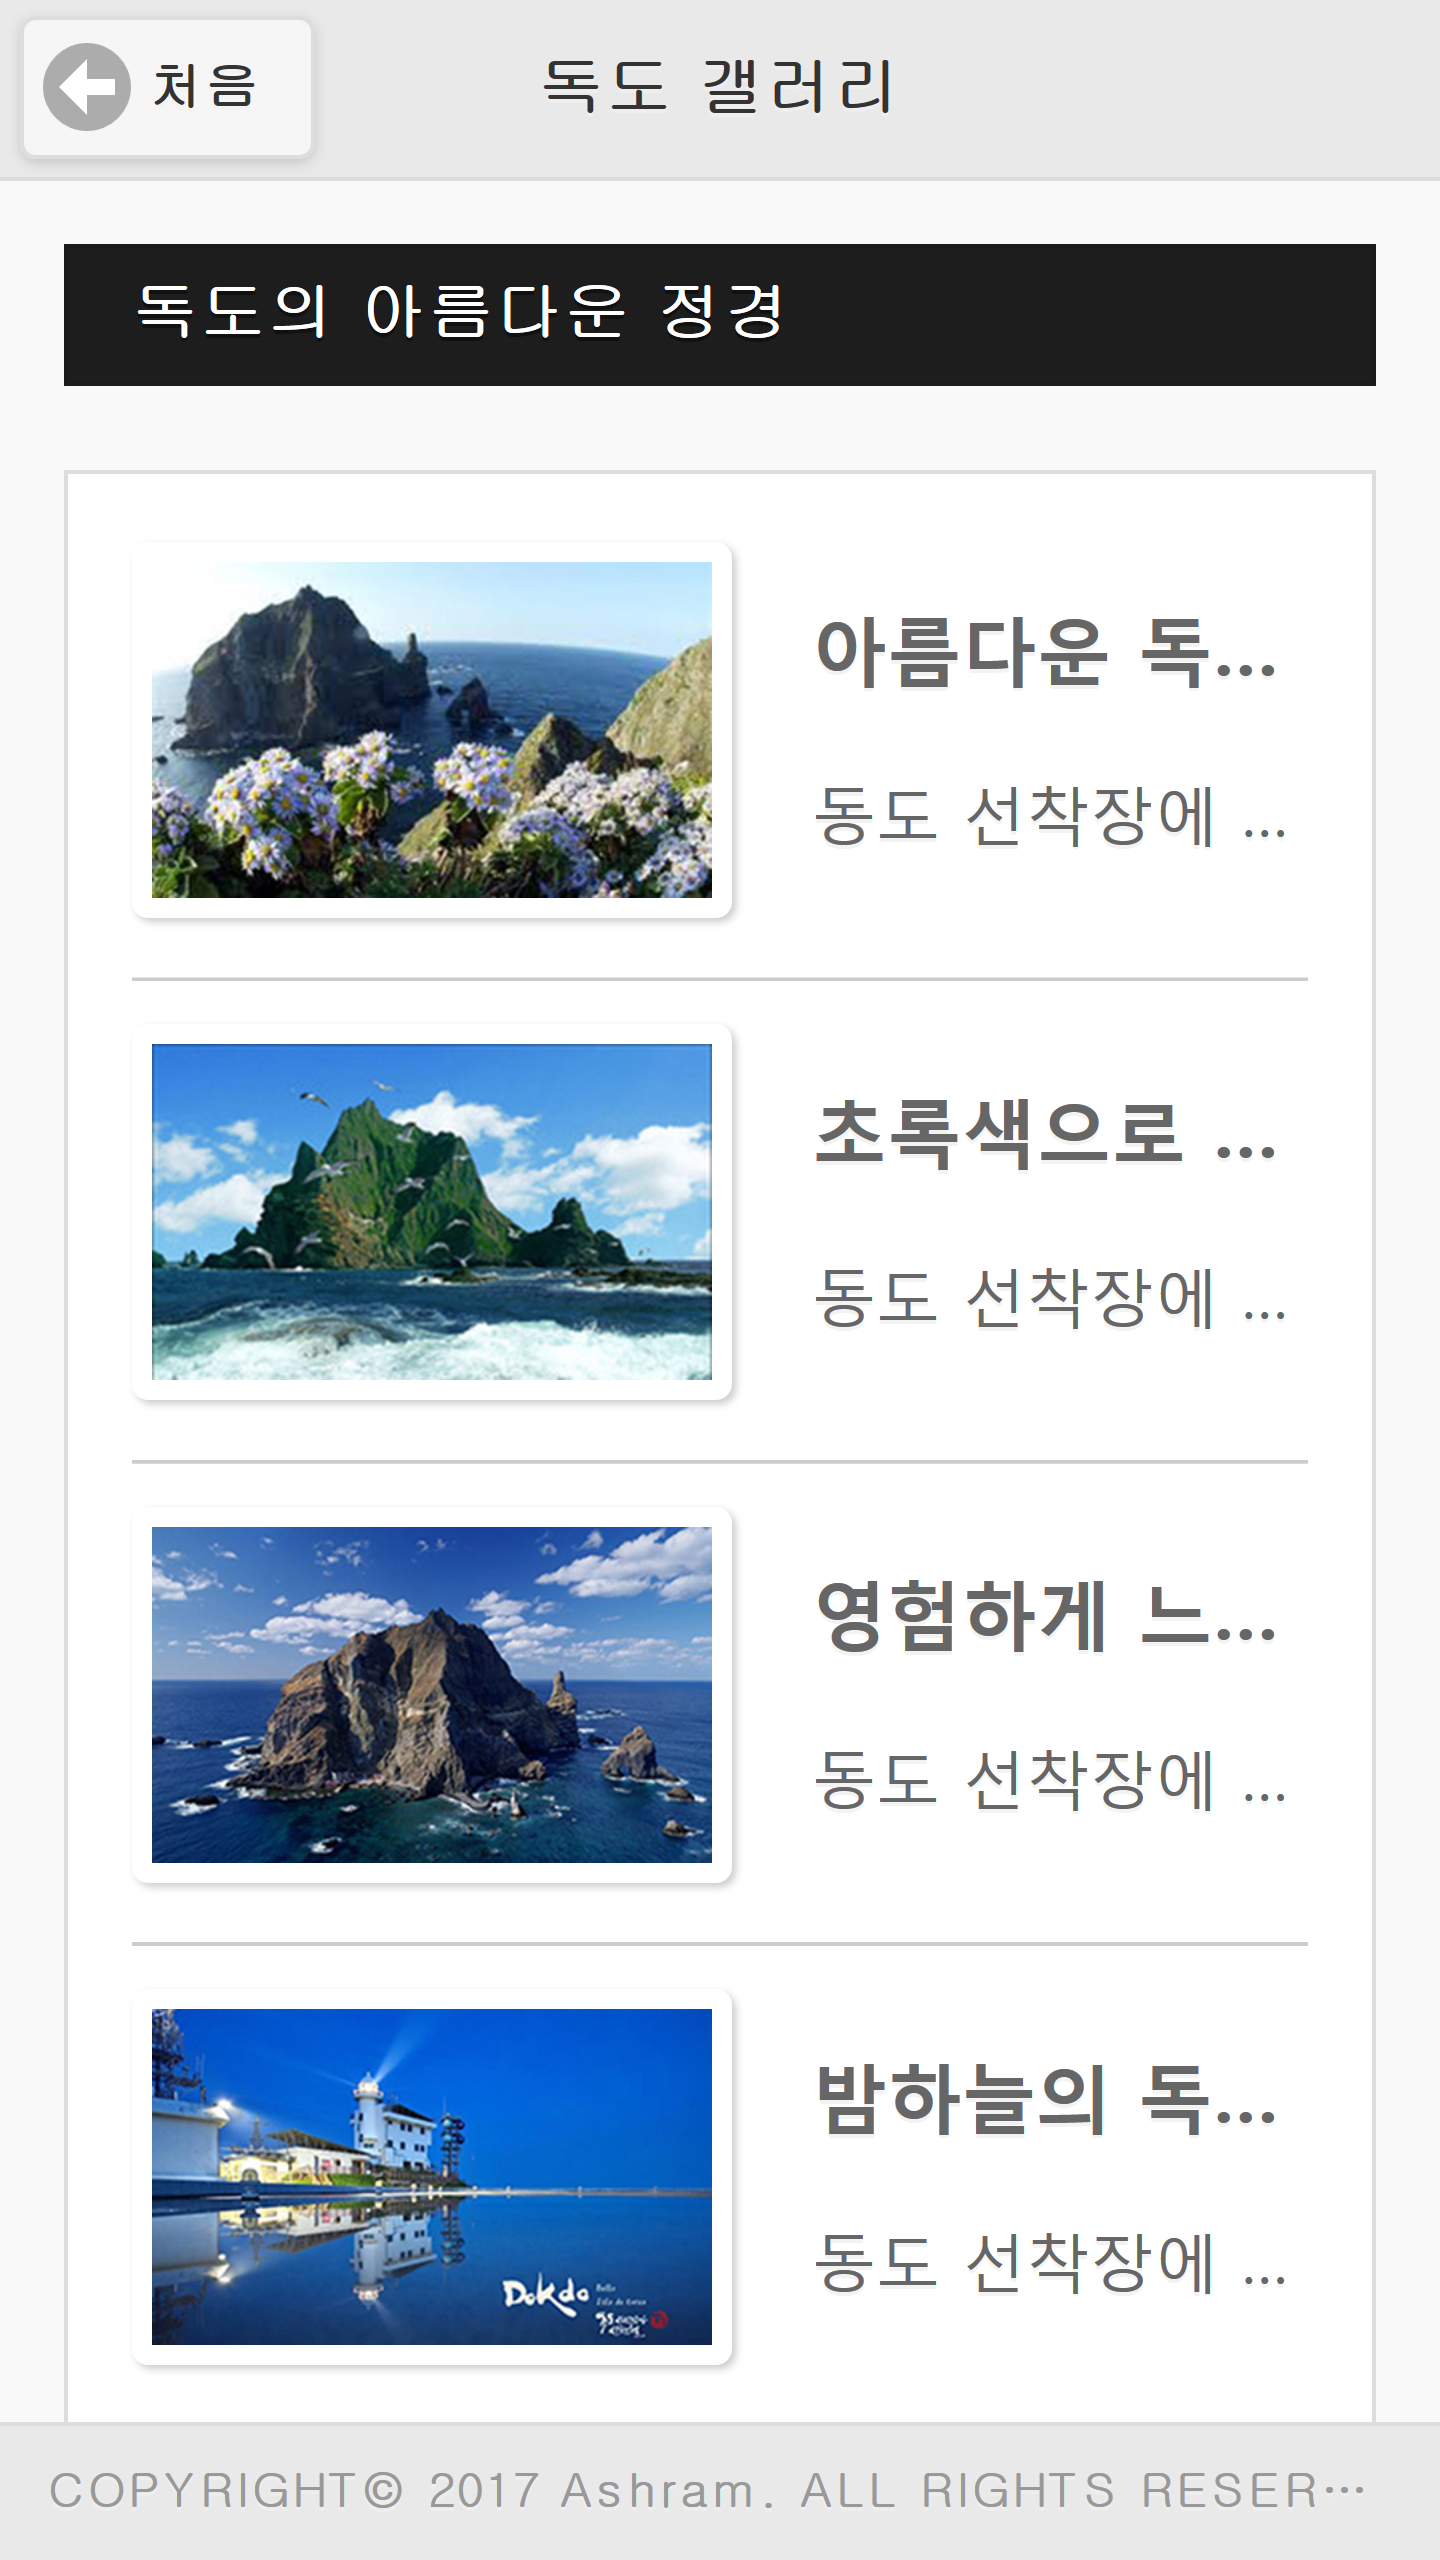 처음
독도 갤러리
독도의 아름다운 정경
아름다운 독...
동도 선착장에 ...
초록색으로 ...
동도 선착장에 ...
영험하게 느...
동도 선착장에 ...
밤하늘의 독...
동도 선착장에 ...
Dokdo
COPYRIGHT© 2017 Ashram. ALL RIGHTS RESER…